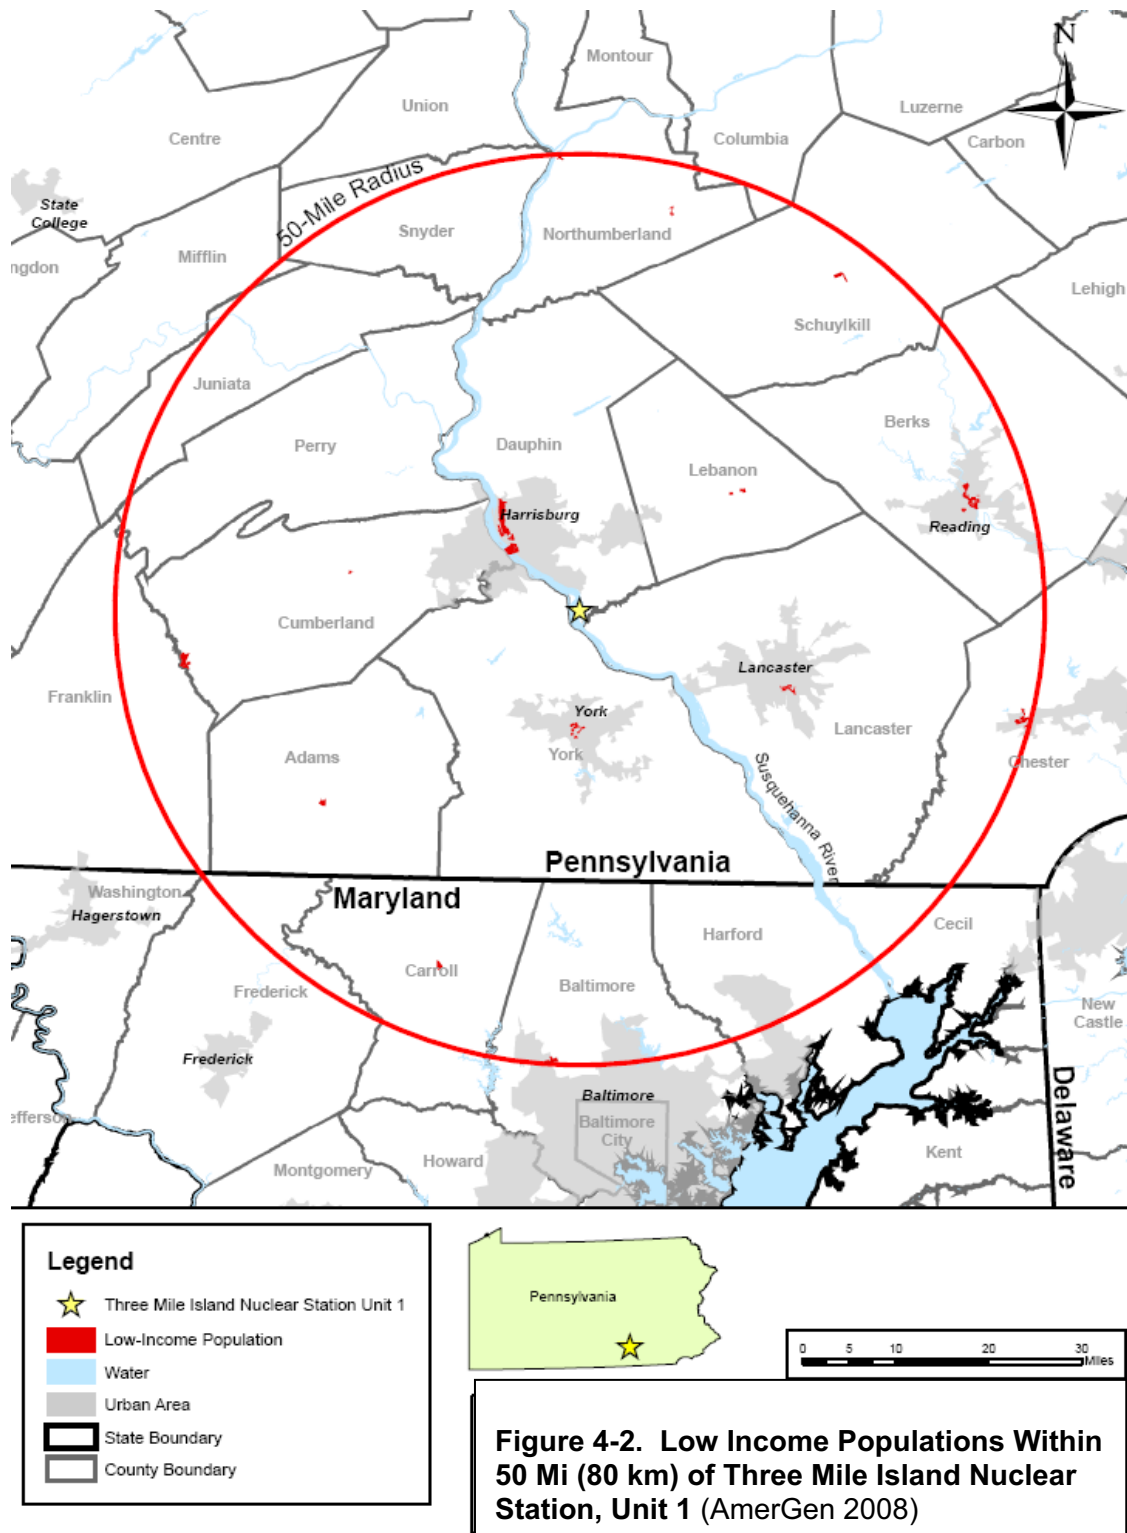 Montour
N
Union
Luzerne
Centre
Columbia
Carbon
50-Mile Radius
State
College
Snyder
Northumberland
Mifflin
ngdon
Lehigh
Schuylkill
Juniata
Berks
Perry
Dauphin
Lebanon
Harrisburg
Reading
Cumberland
Lancaster
Franklin
York
Lancaster
York
Adams
Chester
Susquehanna River
Pennsylvania
Washington
Maryland
Hagerstown
Harford
Cecil
Carroll
Baltimore
Frederick
New
Castle
Frederick
Baltimore
Delaware
efferson
Baltimore
City
Howard
Kent
Montgomery
Legend
Three Mile Island Nuclear Station Unit 1
Low-Income Population
Water
Urban Area
State Boundary
County Boundary
Pennsylvania
0 5 10 20 30
Miles
Figure 4-2. Low Income Populations Within
50 Mi (80 km) of Three Mile Island Nuclear
Station, Unit 1 (AmerGen 2008)